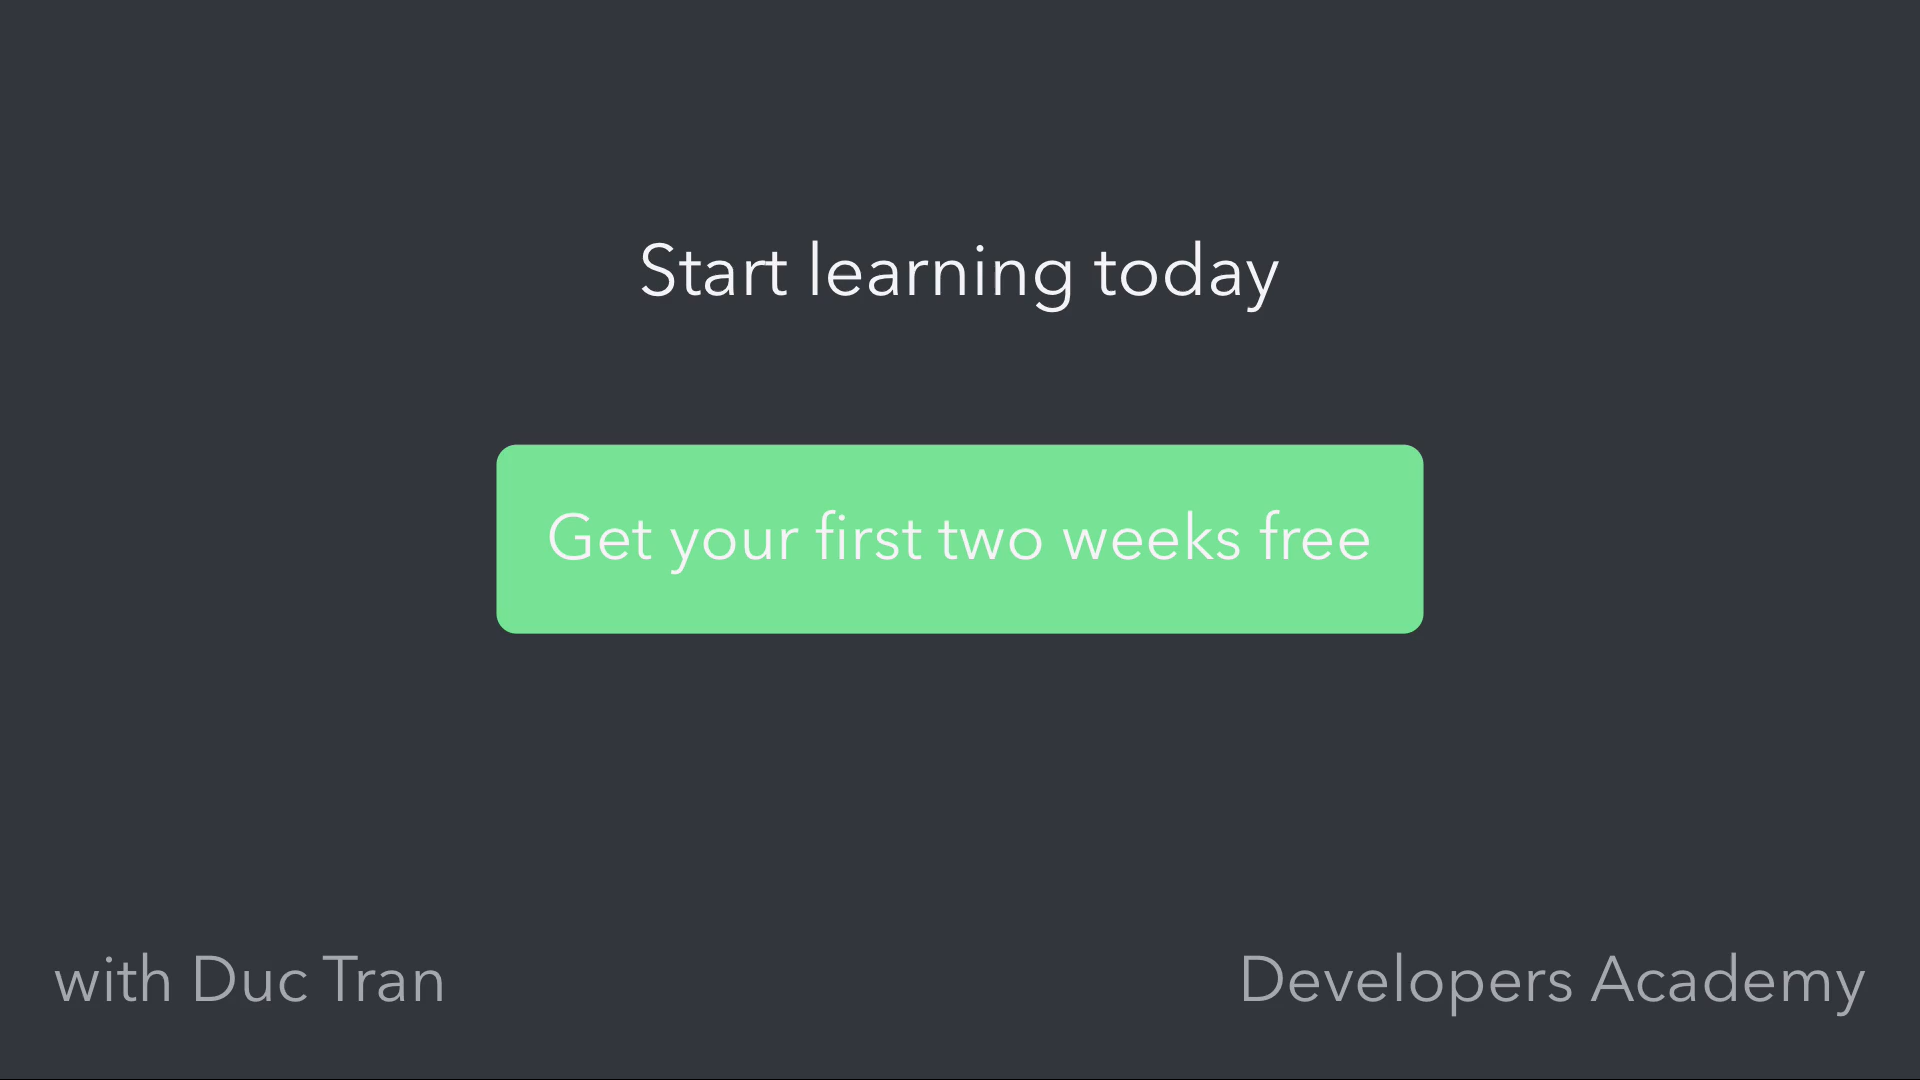 Start learning today
Get your first two weeks free
with Duc Tran
Developers Academy